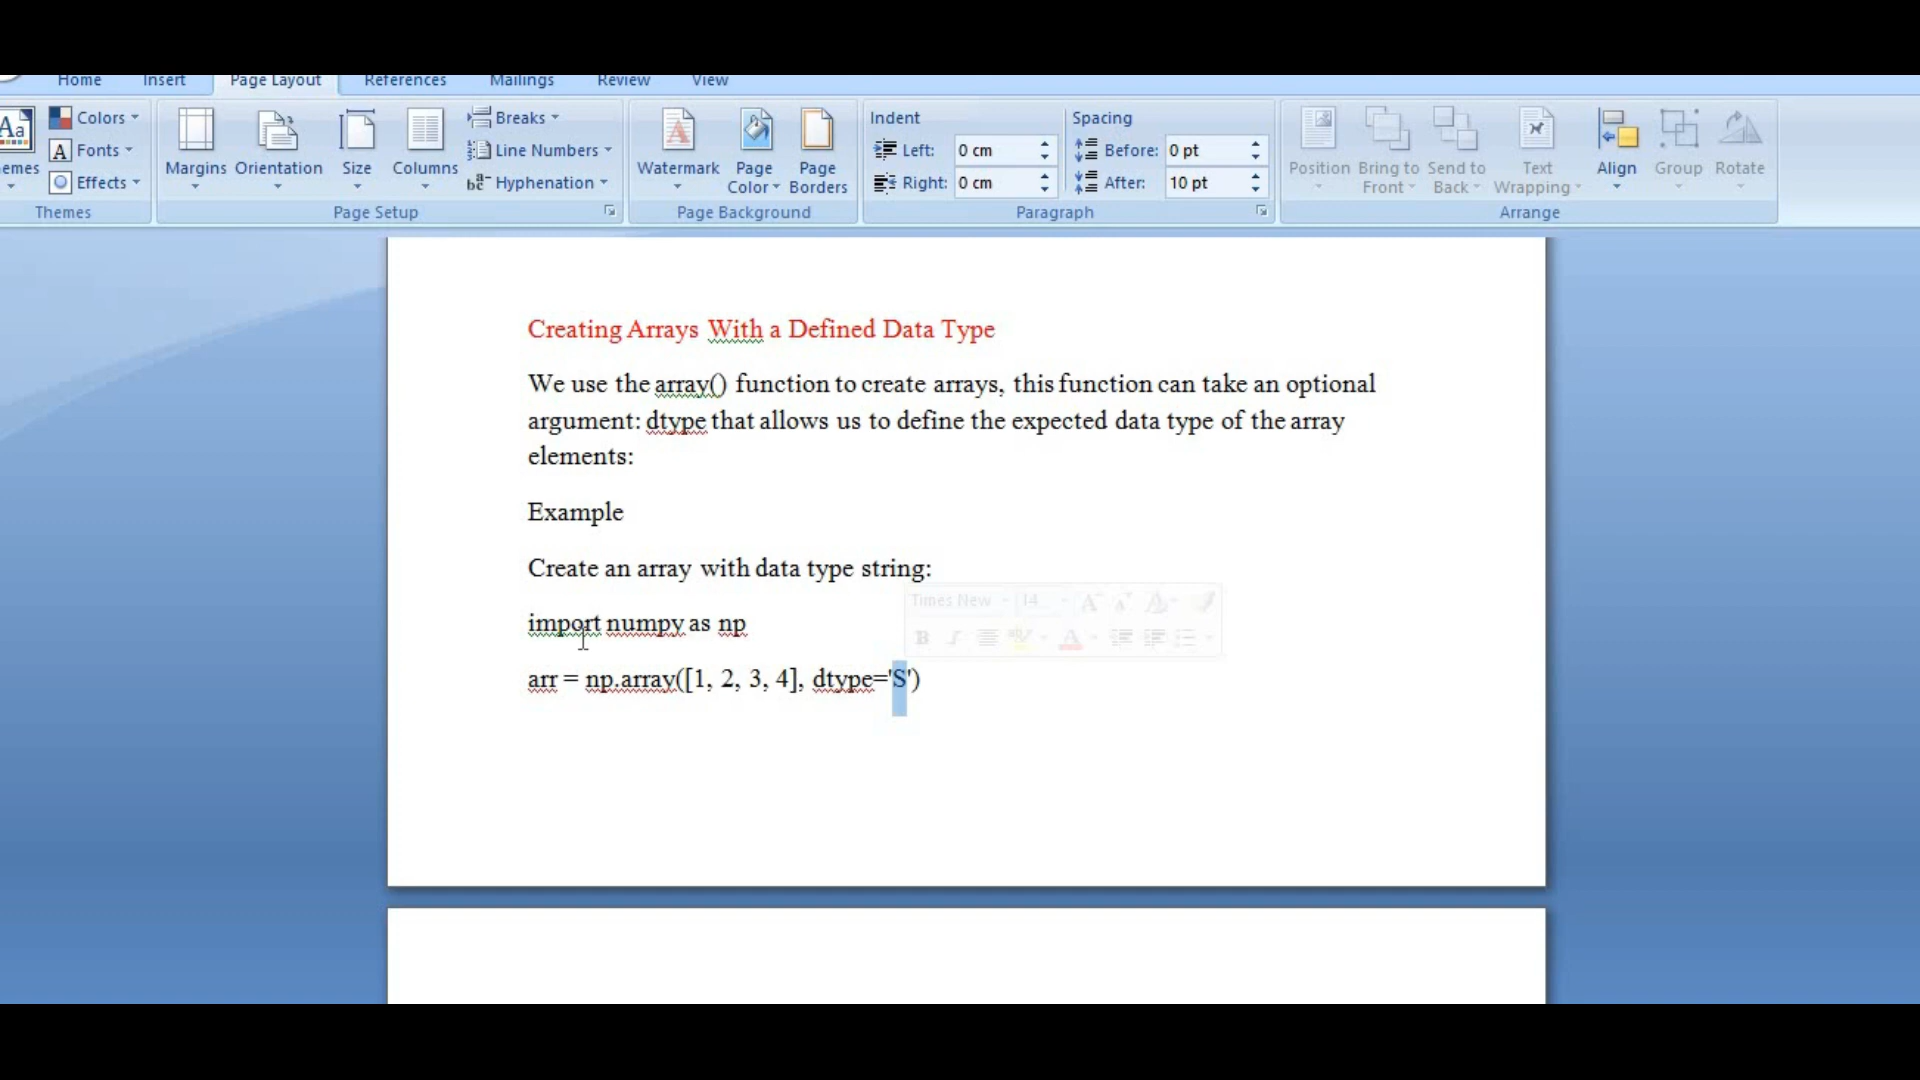 Home Insert Page Layout References Mailings Review View
Colors Breaks Indent Spacing
Fonts Line Numbers Left: 0 cm Before: 0 pt
emes Margins Orientation Size Columns Watermark Page Color Page Borders Position Bring to Front Send to Back Text Wrapping Align Group Rotate
Effects Hyphenation Right: 0 cm After: 10 pt
Themes Page Setup Page Background Paragraph Arrange
Creating Arrays With a Defined Data Type
We use the array() function to create arrays, this function can take an optional
argument: dtype that allows us to define the expected data type of the array
elements:
Example
Create an array with data type string:
Times New 14
import numpy as np
arr = np.array([1, 2, 3, 4], dtype='S')